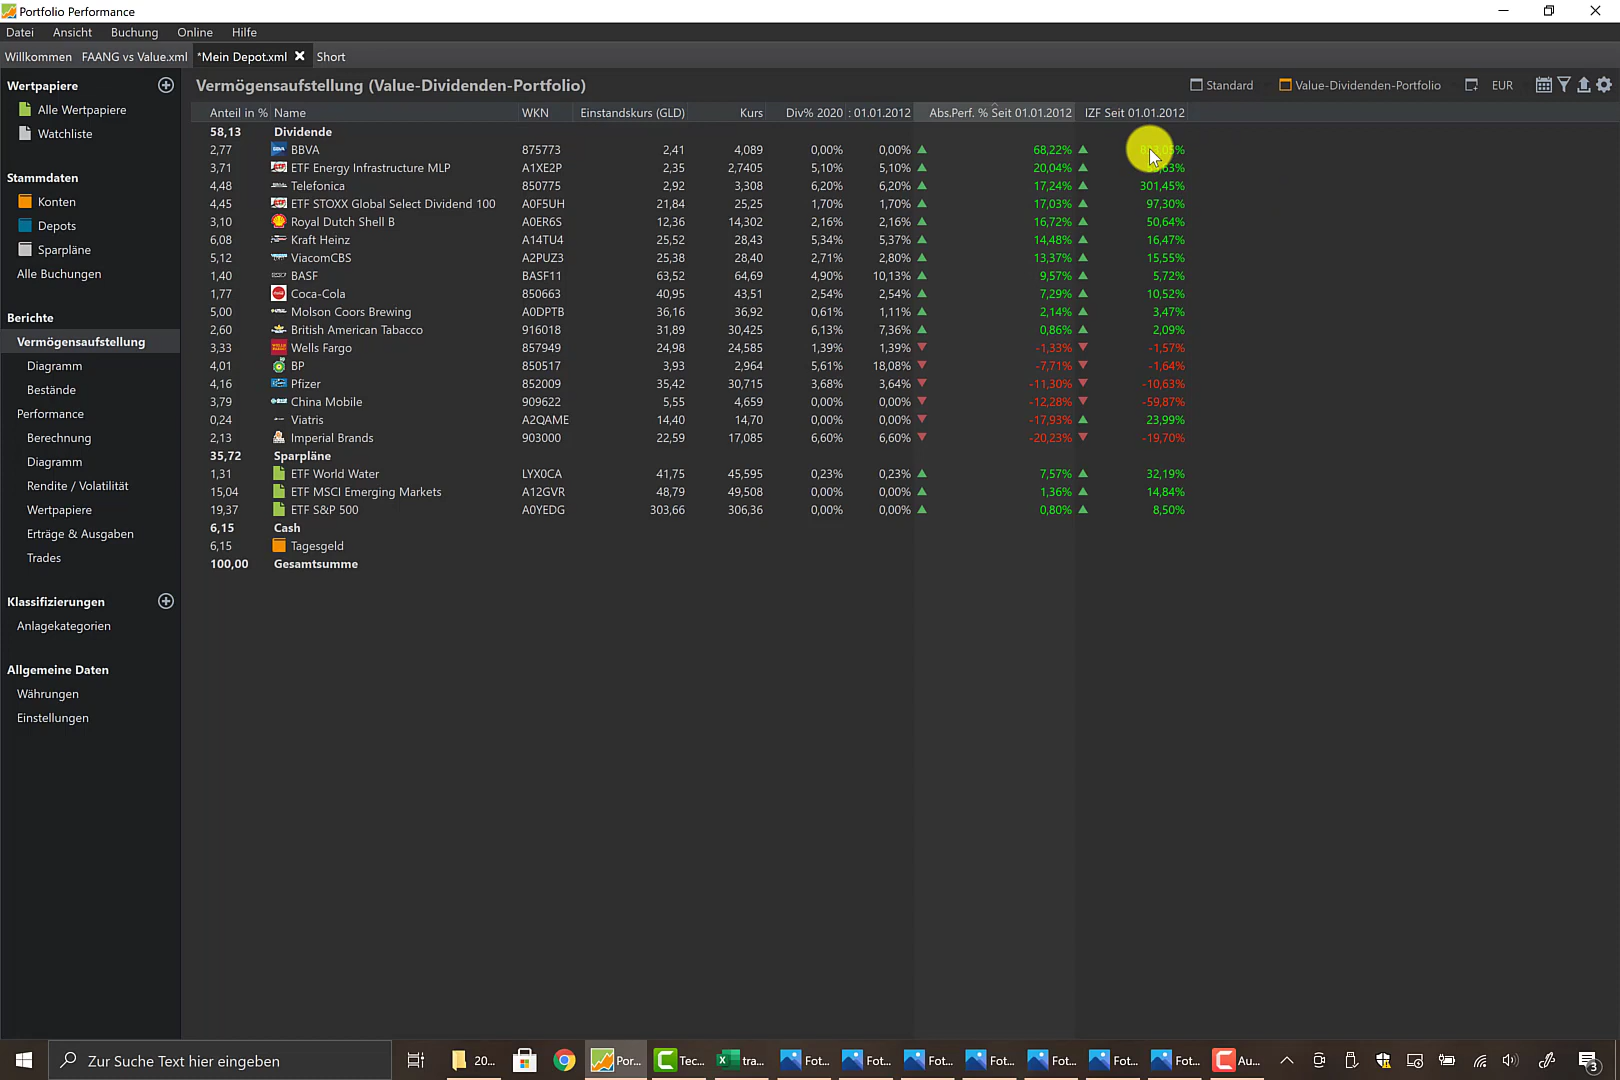 Portfolio Performance
Datei Ansicht Buchung Online Hilfe
Willkommen FAANG vs Value.xml *Mein Depot.xml Short
Wertpapiere
Alle Wertpapiere
Watchliste
Stammdaten
Konten
Depots
Sparpläne
Alle Buchungen
Berichte
Vermögensaufstellung
Diagramm
Bestände
Performance
Berechnung
Diagramm
Rendite / Volatilität
Wertpapiere
Erträge & Ausgaben
Trades
Klassifizierungen
Anlagekategorien
Allgemeine Daten
Währungen
Einstellungen
Vermögensaufstellung (Value-Dividenden-Portfolio) Standard Value-Dividenden-Portfolio EUR
Anteil in % Name WKN Einstandskurs (GLD) Kurs Div% 2020 : 01.01.2012 Abs.Perf. % Seit 01.01.2012 IZF Seit 01.01.2012
58,13 Dividende
2,77 BBVA 875773 2,41 4,089 0,00% 0,00% 68,22%
3,71 ETF Energy Infrastructure MLP A1XE2P 2,35 2,7405 5,10% 5,10% 20,04%
4,48 Telefonica 850775 2,92 3,308 6,20% 6,20% 17,24% 301,45%
4,45 ETF STOXX Global Select Dividend 100 A0F5UH 21,84 25,25 1,70% 1,70% 17,03% 97,30%
3,10 Royal Dutch Shell B A0ER6S 12,36 14,302 2,16% 2,16% 16,72% 50,64%
6,08 Kraft Heinz A14TU4 25,52 28,43 5,34% 5,37% 14,48% 16,47%
5,12 ViacomCBS A2PUZ3 25,38 28,40 2,71% 2,80% 13,37% 15,55%
1,40 BASF BASF11 63,52 64,69 4,90% 10,13% 9,57% 5,72%
1,77 Coca-Cola 850663 40,95 43,51 2,54% 2,54% 7,29% 10,52%
5,00 Molson Coors Brewing A0DPTB 36,16 36,92 0,61% 1,11% 2,14% 3,47%
2,60 British American Tabacco 916018 31,89 30,425 6,13% 7,36% 0,86% 2,09%
3,33 Wells Fargo 857949 24,98 24,585 1,39% 1,39% -1,33% -1,57%
4,01 BP 850517 3,93 2,964 5,61% 18,08% -7,71% -1,64%
4,16 Pfizer 852009 35,42 30,715 3,68% 3,64% -11,30% -10,63%
3,79 China Mobile 909622 5,55 4,659 0,00% 0,00% -12,28% -59,87%
0,24 Viatris A2QAME 14,40 14,70 0,00% 0,00% -17,93% 23,99%
2,13 Imperial Brands 903000 22,59 17,085 6,60% 6,60% -20,23% -19,70%
35,72 Sparpläne
1,31 ETF World Water LYX0CA 41,75 45,595 0,23% 0,23% 7,57% 32,19%
15,04 ETF MSCI Emerging Markets A12GVR 48,79 49,508 0,00% 0,00% 1,36% 14,84%
19,37 ETF S&P 500 A0YEDG 303,66 306,36 0,00% 0,00% 0,80% 8,50%
6,15 Cash
6,15 Tagesgeld
100,00 Gesamtsumme
Zur Suche Text hier eingeben 20... Por... Tec... tra... Fot... Fot... Fot... Fot... Fot... Fot... Fot... Au... 3